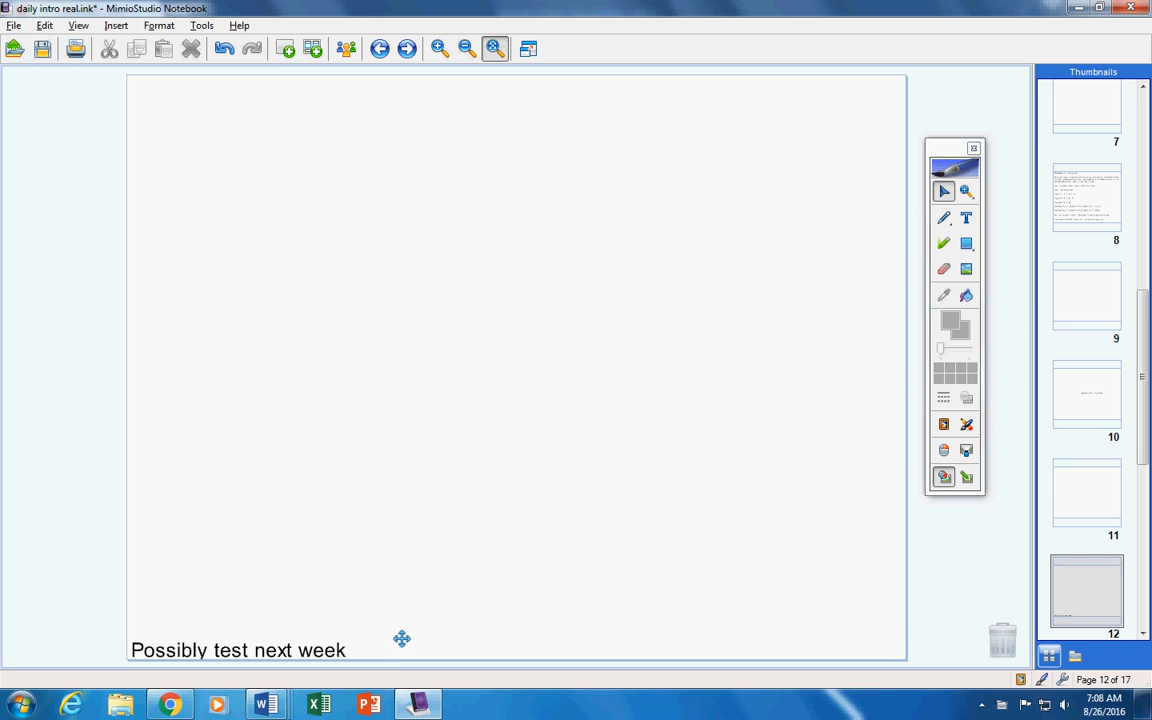 daily intro real.ink* - MimioStudio Notebook
File Edit View Insert Format Tools Help
Thumbnails
7
8
9
10
11
12
Possibly test next week
Page 12 of 17
7:08 AM
8/26/2016